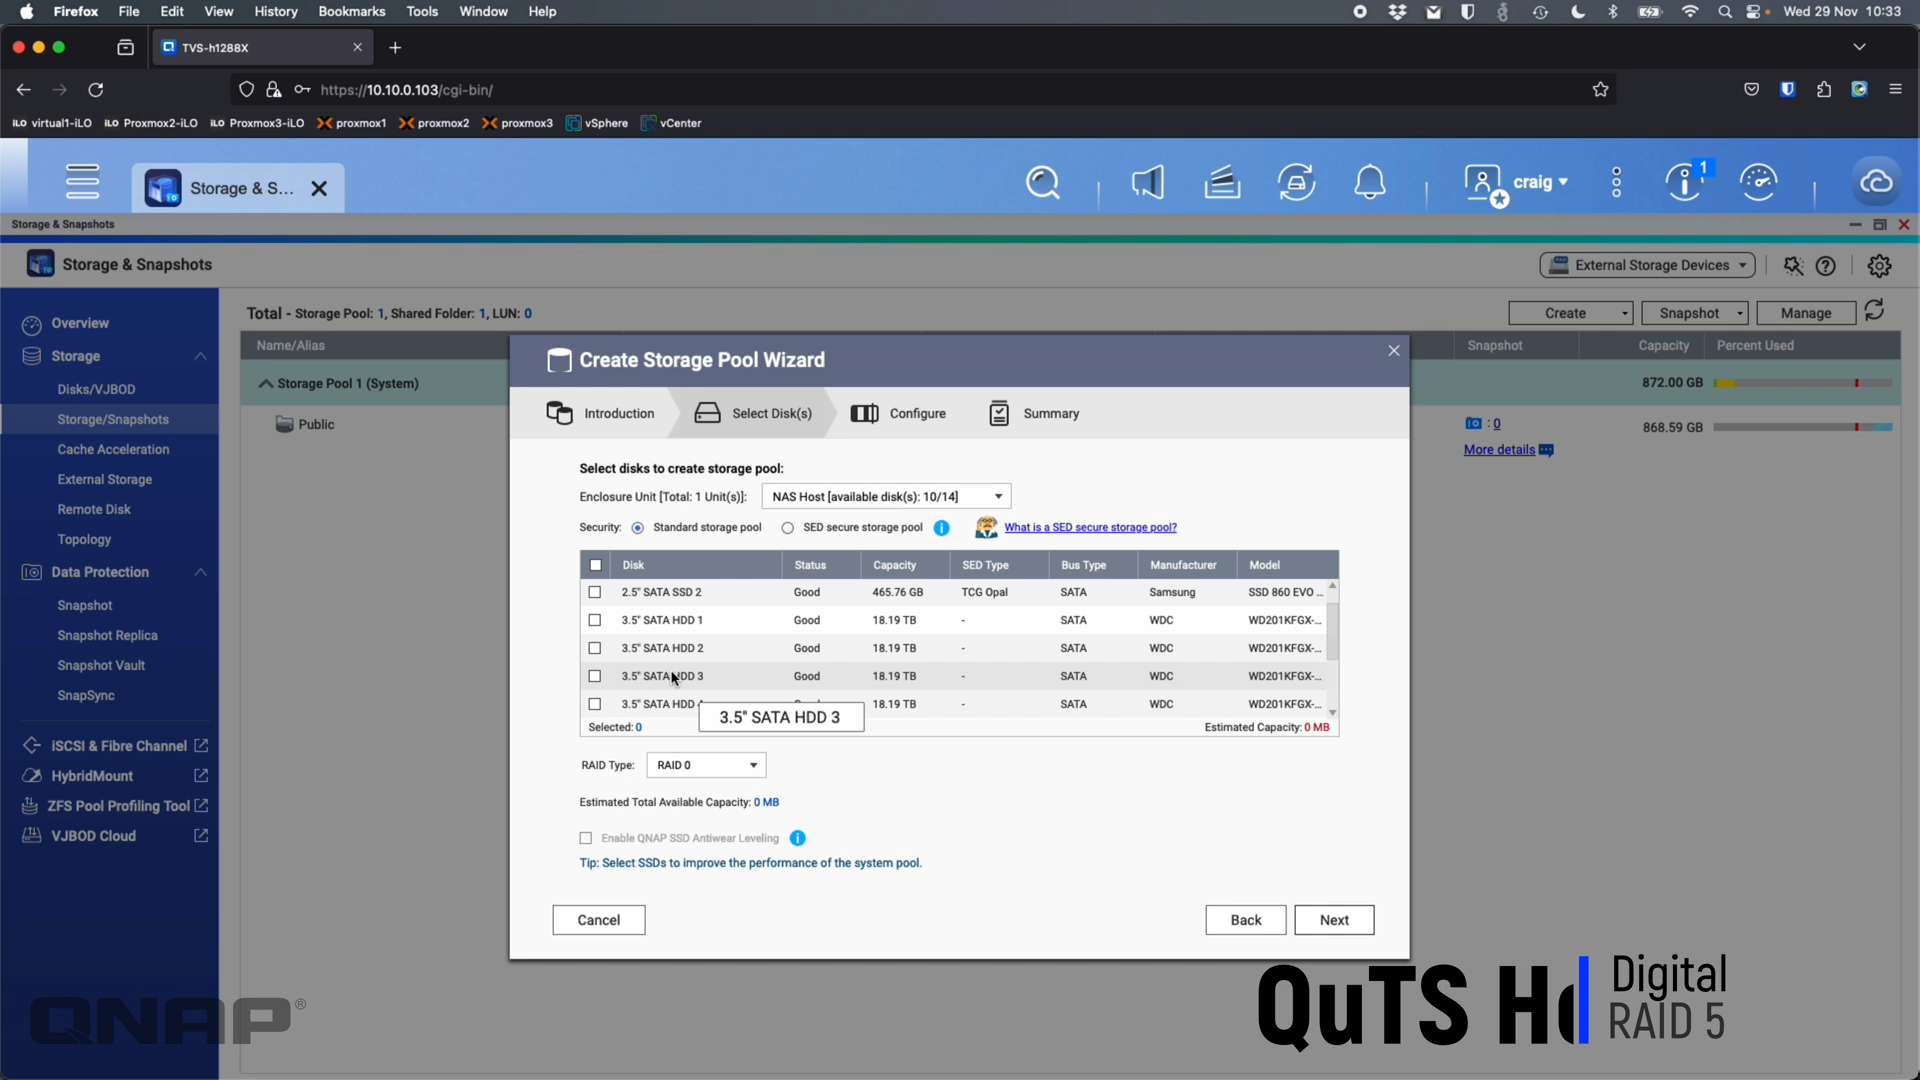 Firefox File Edit View History Bookmarks Tools Window Help Wed 29 Nov 10:33
TVS-h1288X
https://10.10.0.103/cgi-bin/
iLO virtual1-iLO iLO Proxmox2-iLO iLO Proxmox3-iLO proxmox1 proxmox2 proxmox3 vSphere vCenter
Storage & S... craig 1
Storage & Snapshots
Storage & Snapshots External Storage Devices
Overview
Storage
Disks/VJBOD
Storage/Snapshots
Cache Acceleration
External Storage
Remote Disk
Topology
Data Protection
Snapshot
Snapshot Replica
Snapshot Vault
SnapSync
iSCSI & Fibre Channel
HybridMount
ZFS Pool Profiling Tool
VJBOD Cloud
Total - Storage Pool: 1, Shared Folder: 1, LUN: 0 Create Snapshot Manage
Name/Alias Snapshot Capacity Percent Used
Storage Pool 1 (System) 872.00 GB
Public : 0 868.59 GB
More details
Create Storage Pool Wizard
Introduction Select Disk(s) Configure Summary
Select disks to create storage pool:
Enclosure Unit [Total: 1 Unit(s)]: NAS Host [available disk(s): 10/14]
Security: Standard storage pool SED secure storage pool What is a SED secure storage pool?
Disk Status Capacity SED Type Bus Type Manufacturer Model
2.5" SATA SSD 2 Good 465.76 GB TCG Opal SATA Samsung SSD 860 EVO ...
3.5" SATA HDD 1 Good 18.19 TB - SATA WDC WD201KFGX-...
3.5" SATA HDD 2 Good 18.19 TB - SATA WDC WD201KFGX-...
3.5" SATA HDD 3 Good 18.19 TB - SATA WDC WD201KFGX-...
3.5" SATA HDD 18.19 TB - SATA WDC WD201KFGX-...
3.5" SATA HDD 3
Selected: 0 Estimated Capacity: 0 MB
RAID Type: RAID 0
Estimated Total Available Capacity: 0 MB
Enable QNAP SSD Antiwear Leveling
Tip: Select SSDs to improve the performance of the system pool.
Cancel Back Next
QNAP®
QuTS H
Digital
RAID 5